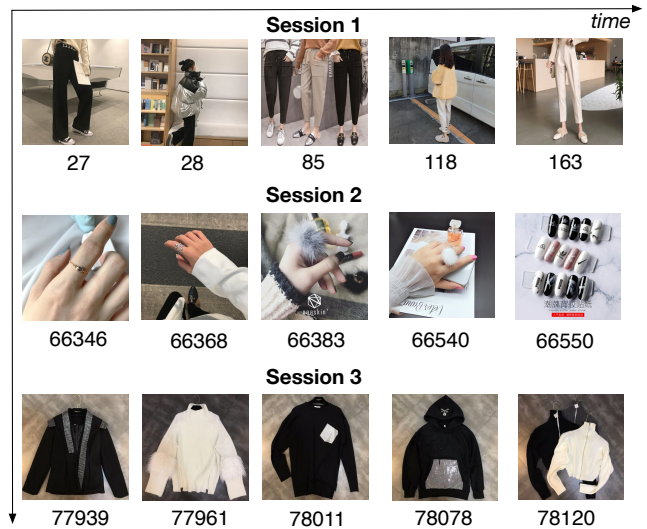 time
Session 1
27 28 85 118 163
Session 2
66346 66368 66383 66540 66550
Session 3
77939 77961 78011 78078 78120